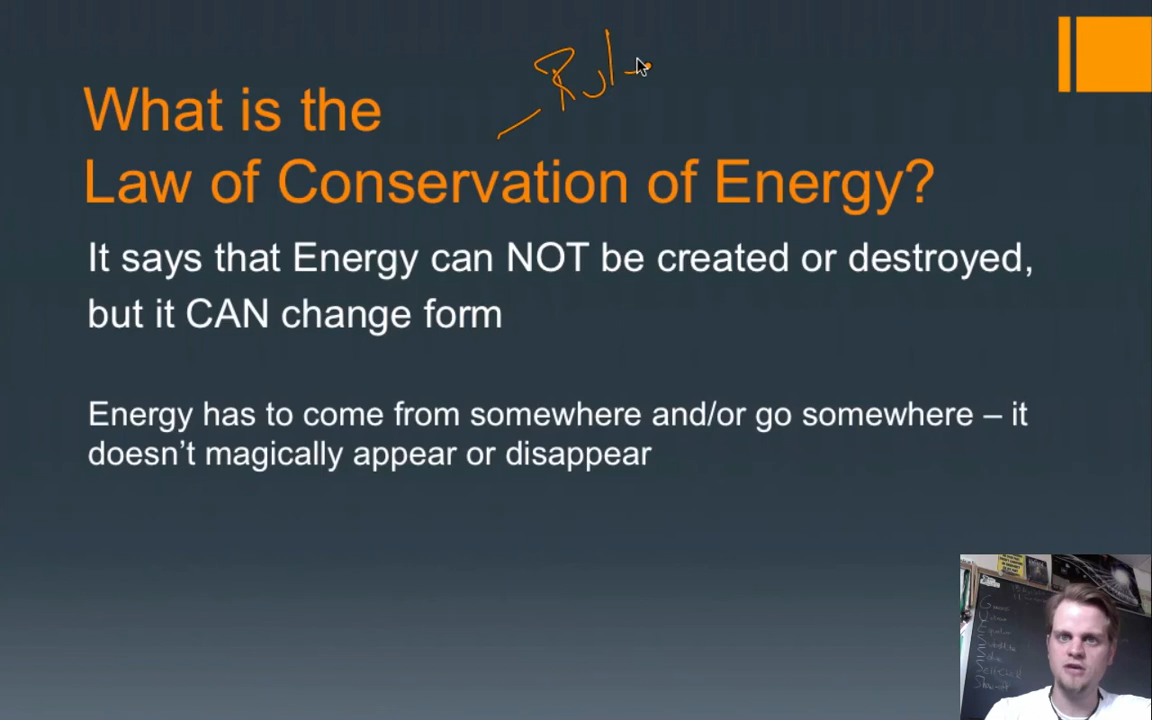 What is the
Law of Conservation of Energy?
It says that Energy can NOT be created or destroyed,
but it CAN change form
Energy has to come from somewhere and/or go somewhere – it
doesn't magically appear or disappear